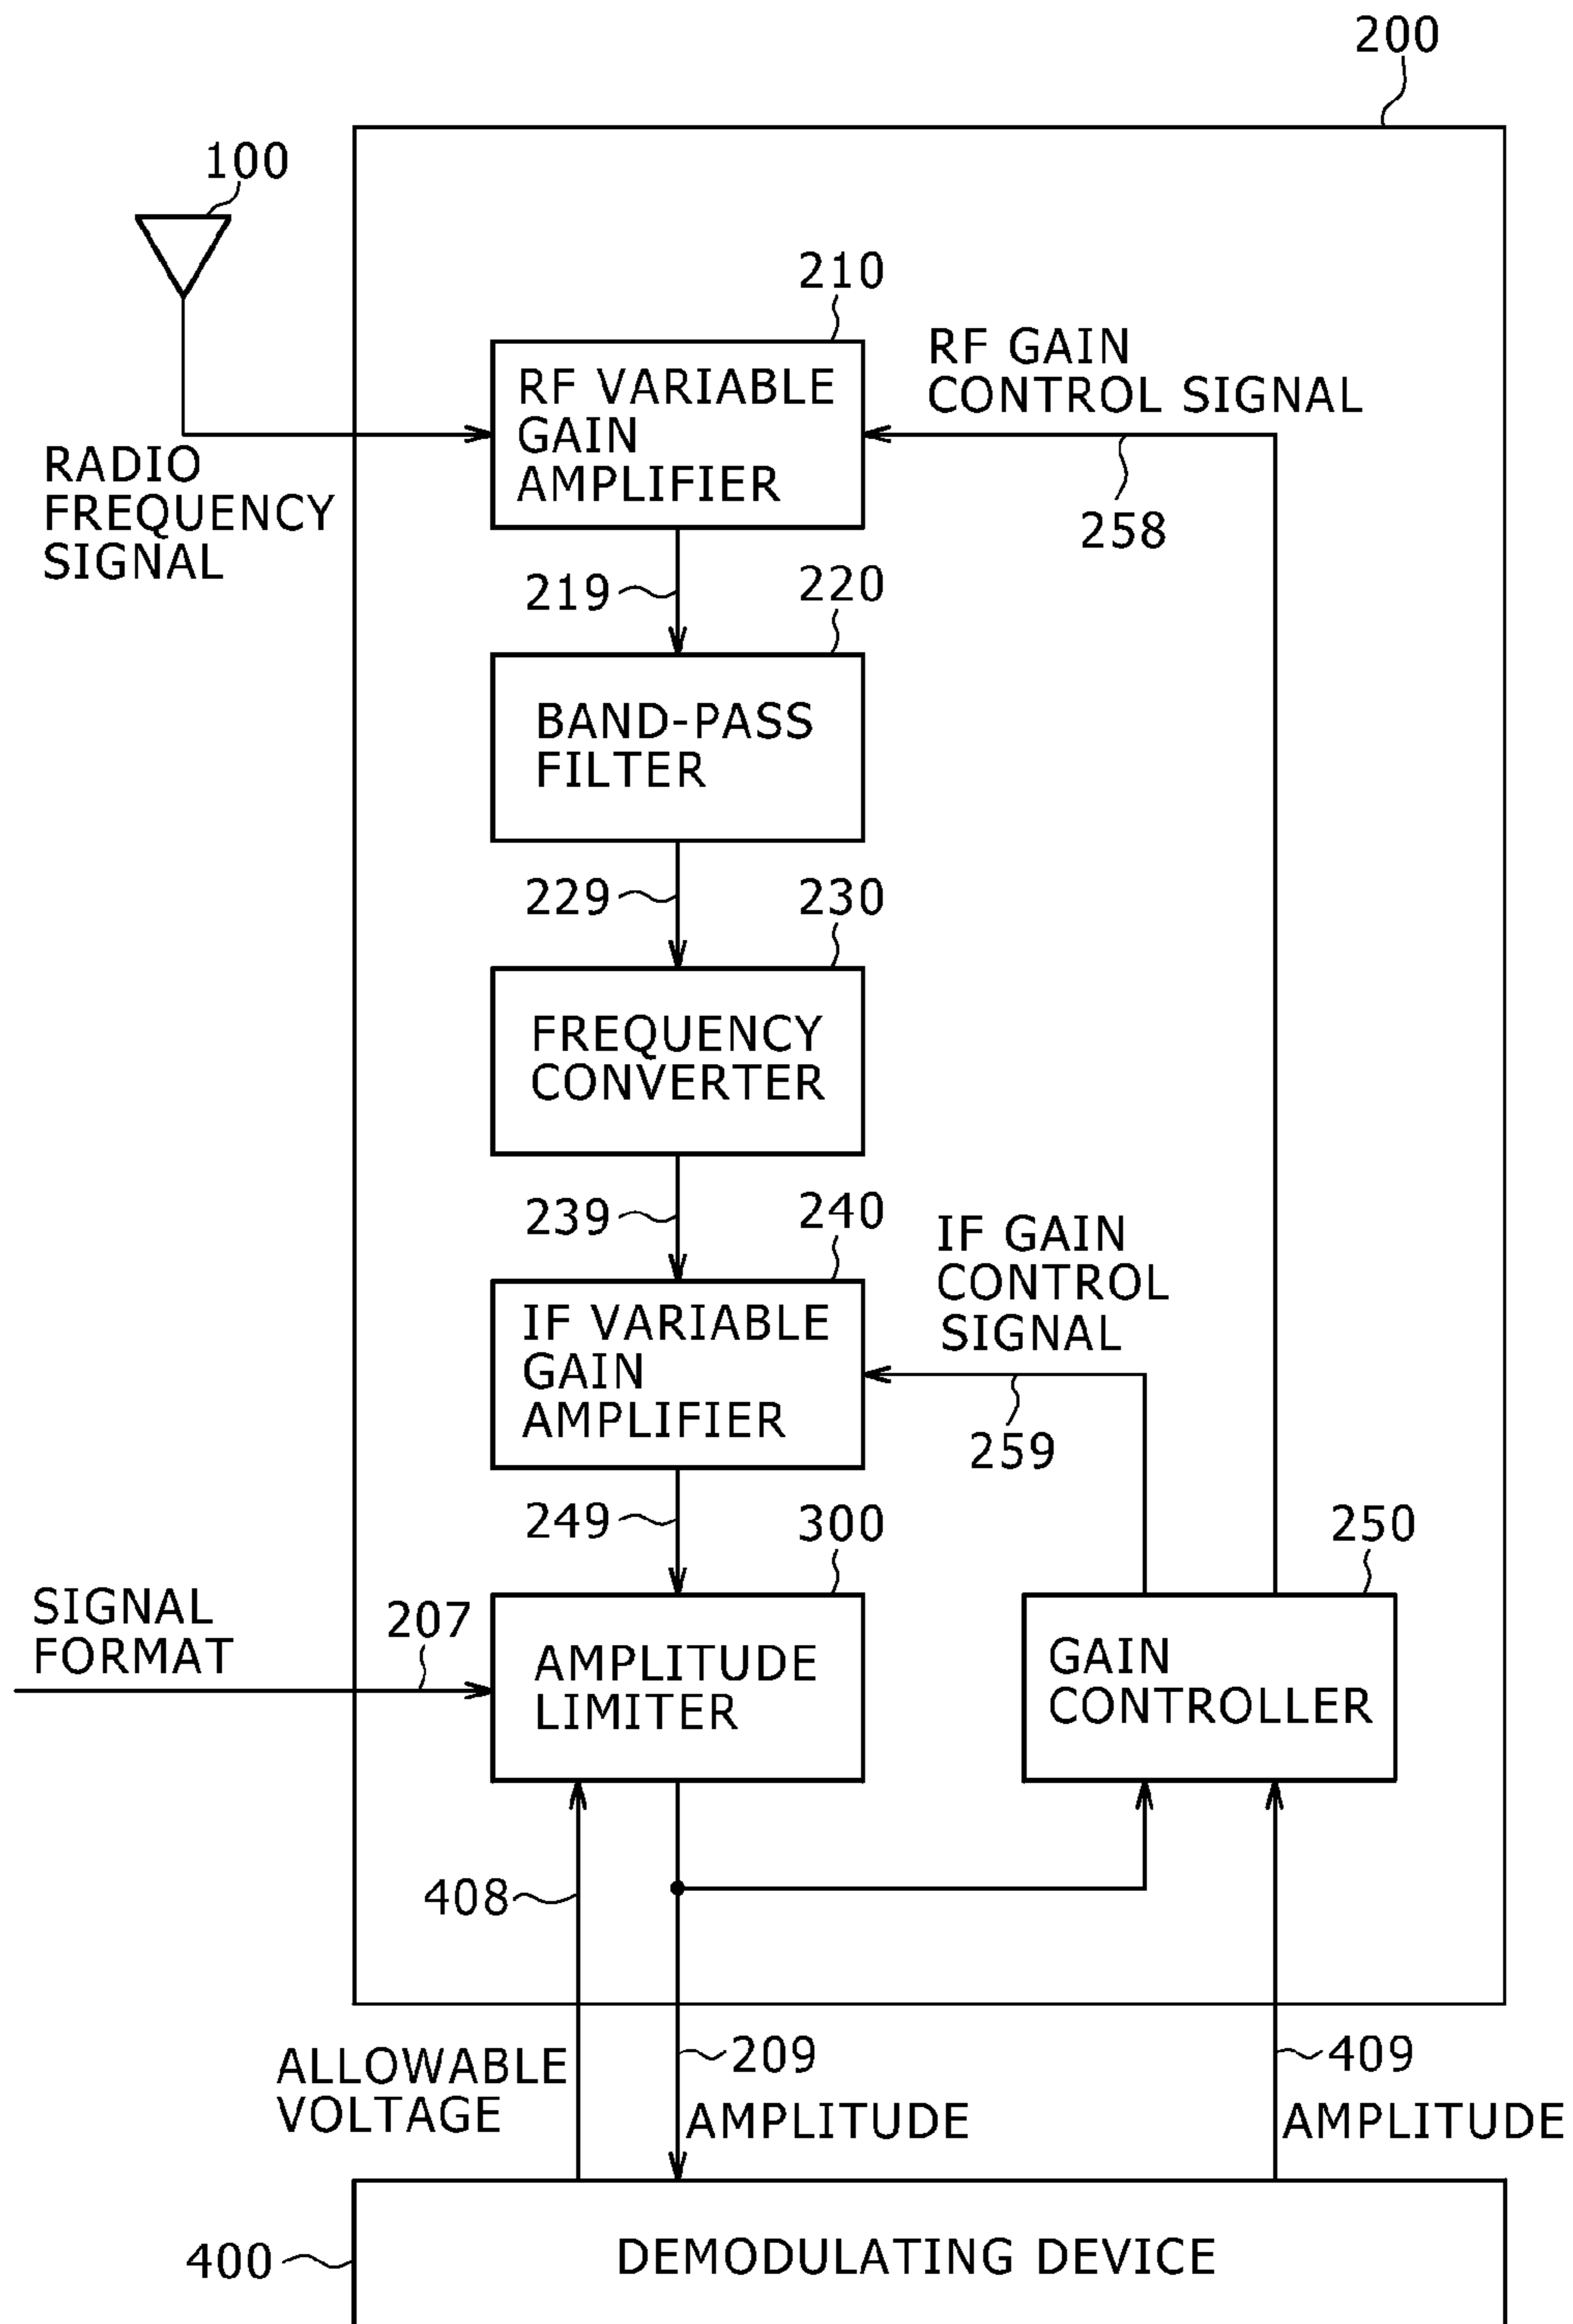 200
100
210
RF GAIN
CONTROL SIGNAL
RF VARIABLE
GAIN
AMPLIFIER
258
RADIO
FREQUENCY
SIGNAL
219
220
BAND-PASS
FILTER
229
230
FREQUENCY
CONVERTER
239
240
IF GAIN
CONTROL
SIGNAL
IF VARIABLE
GAIN
AMPLIFIER
259
249
300
250
SIGNAL
FORMAT
207
AMPLITUDE
LIMITER
GAIN
CONTROLLER
408
ALLOWABLE
VOLTAGE
209
AMPLITUDE
409
AMPLITUDE
400
DEMODULATING DEVICE